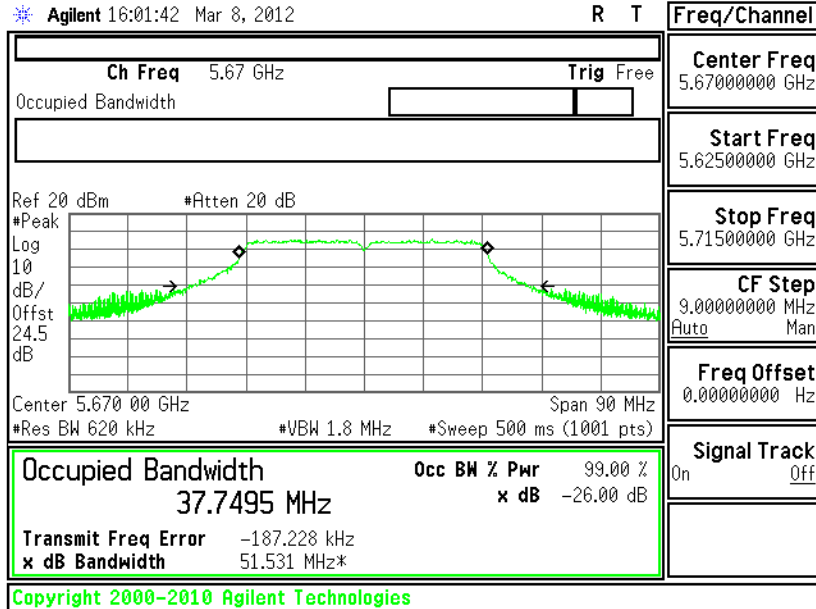 Agilent 16:01:42 Mar 8, 2012 R T
Freq/Channel
Ch Freq 5.67 GHz Trig Free
Occupied Bandwidth
Center Freq
5.67000000 GHz
Start Freq
5.62500000 GHz
Stop Freq
5.71500000 GHz
CF Step
9.00000000 MHz
Auto Man
Freq Offset
0.00000000 Hz
Signal Track
On Off
Ref 20 dBm #Atten 20 dB
#Peak
Log
10
dB/
Offst
24.5
dB
Center 5.670 00 GHz Span 90 MHz
#Res BW 620 kHz #VBW 1.8 MHz #Sweep 500 ms (1001 pts)
Occupied Bandwidth Occ BW % Pwr 99.00 %
37.7495 MHz x dB -26.00 dB
Transmit Freq Error -187.228 kHz
x dB Bandwidth 51.531 MHz*
Copyright 2000-2010 Agilent Technologies